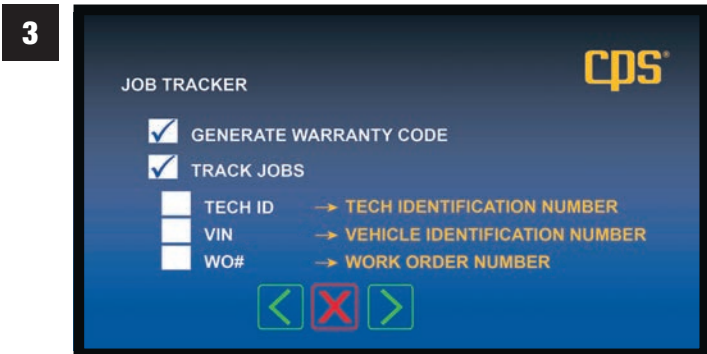 3
cps®
JOB TRACKER
GENERATE WARRANTY CODE
TRACK JOBS
TECH ID → TECH IDENTIFICATION NUMBER
VIN → VEHICLE IDENTIFICATION NUMBER
WO# → WORK ORDER NUMBER